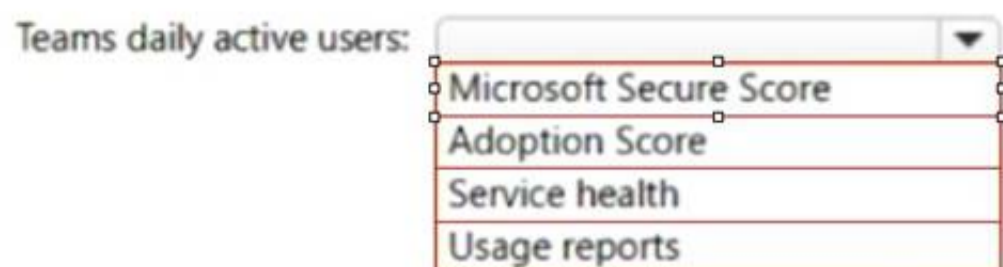 Teams daily active users:
Microsoft Secure Score
Adoption Score
Service health
Usage reports